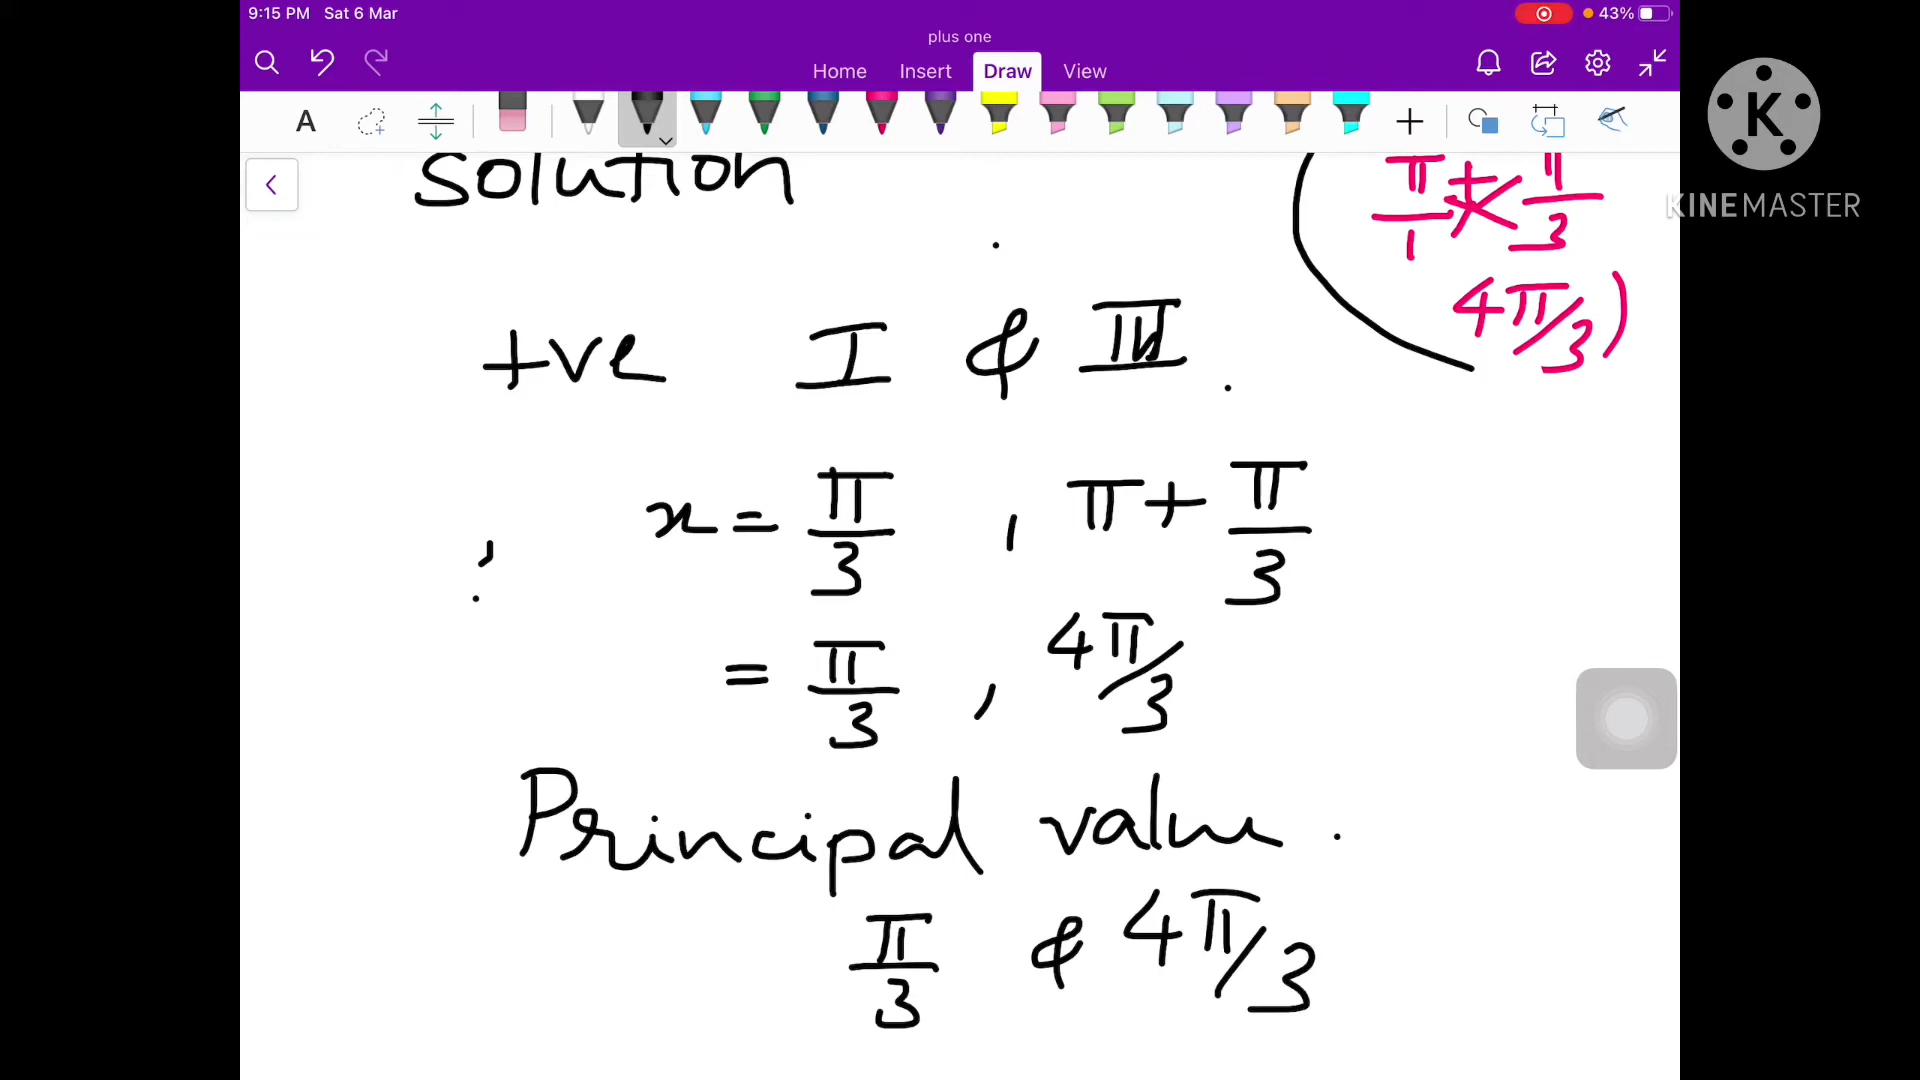 9:15 PM Sat 6 Mar
43%
plus one
Home Insert Draw View
A
K
KINEMASTER
Solution
π/1 + π/3
4π/3)
+ve I & III.
∴ x = π/3 , π + π/3
= π/3 , 4π/3
Principal value.
π/3 & 4π/3